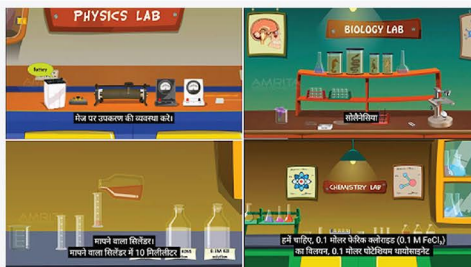 PHYSICS LAB
Battery
मेज पर उपकरण की व्यवस्था करें।
BIOLOGY LAB
AMRITA
सोलेनेसिया
मापने वाला सिलेंडर।
मापने वाला सिलेंडर में 10 मिलीलीटर
CHEMISTRY LAB
हमें चाहिए, 0.1 मोलर फेरिक क्लोराइड (0.1 M FeCl₃)
का विलयन, 0.1 मोलर पोटेशियम थायोसाइनेट